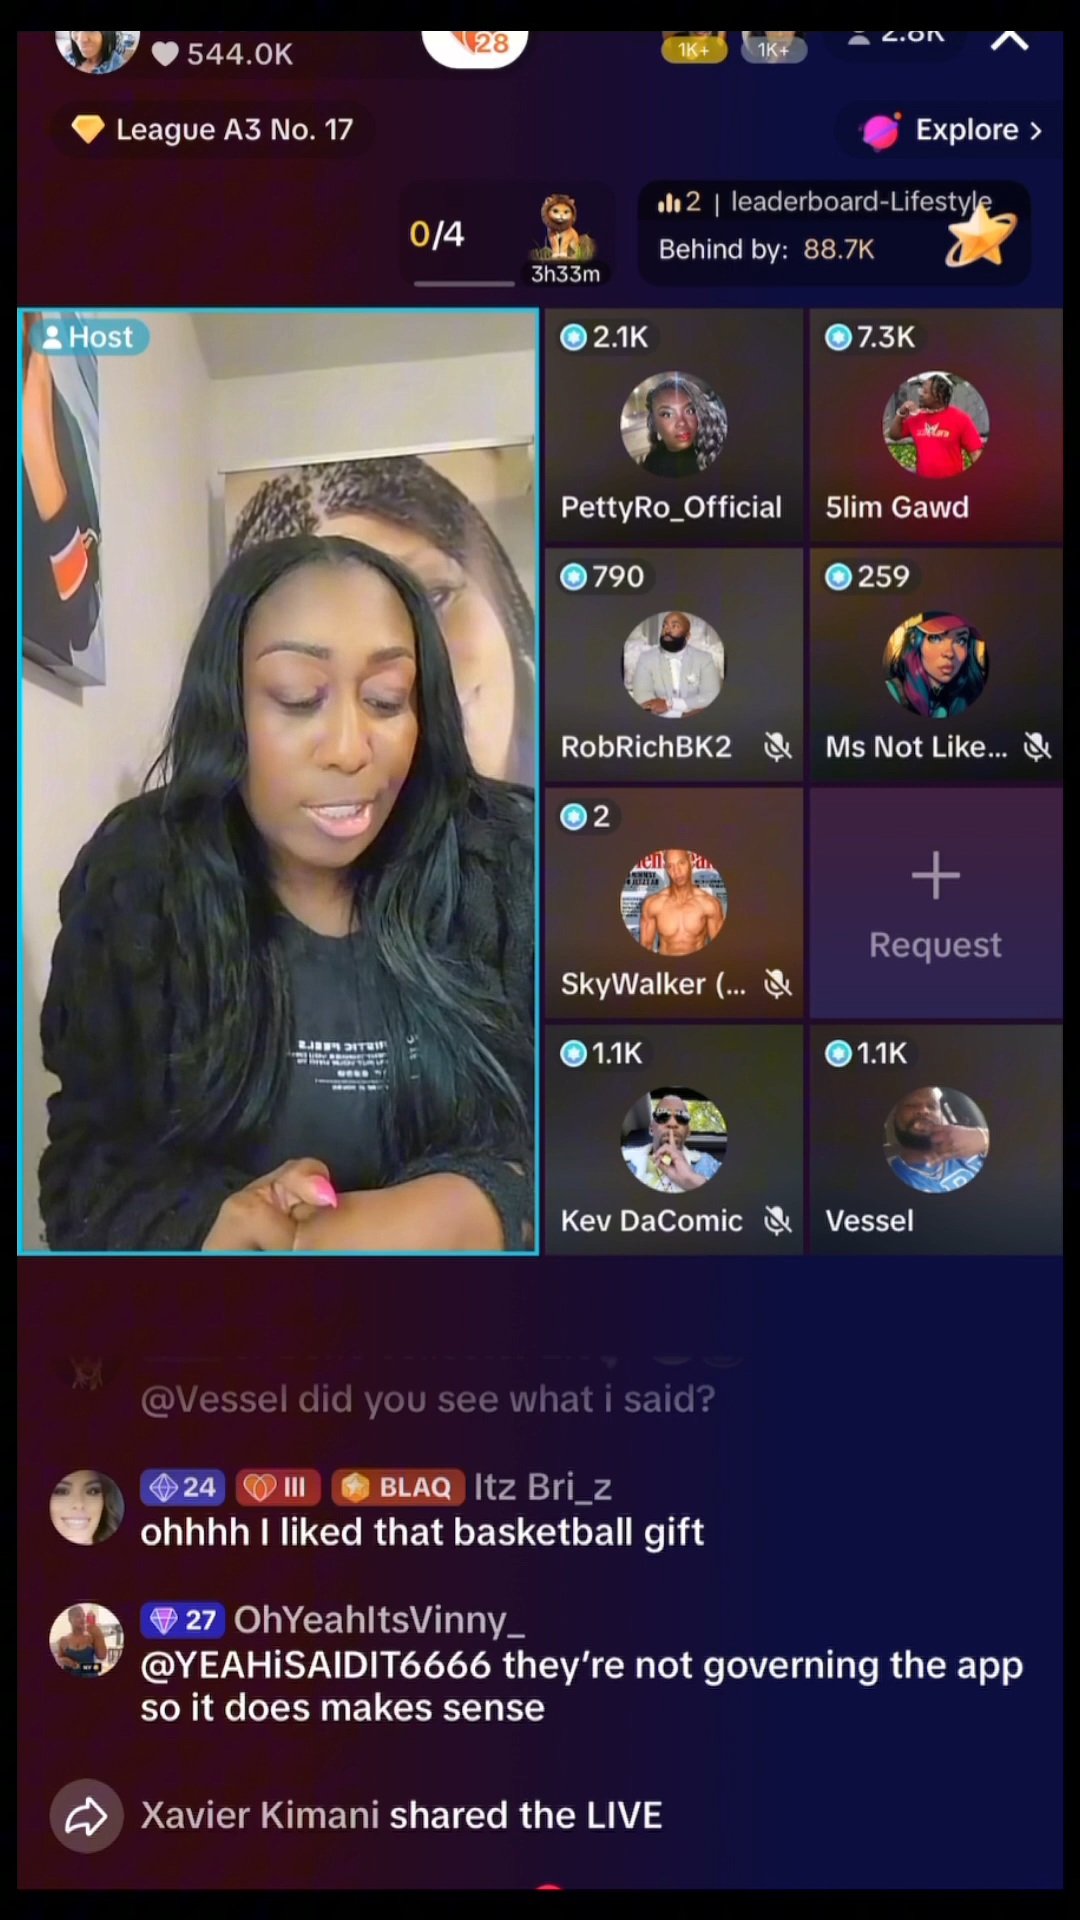 544.0K
28
1K+
1K+
2.8K
League A3 No. 17
Explore >
0/4
3h33m
2 | leaderboard-Lifestyle
Behind by: 88.7K
Host
2.1K
PettyRo_Official
7.3K
5lim Gawd
790
RobRichBK2
259
Ms Not Like...
2
SkyWalker (...
+
Request
1.1K
Kev DaComic
1.1K
Vessel
@Vessel did you see what i said?
24 III BLAQ Itz Bri_z
ohhhh I liked that basketball gift
27 OhYeahItsVinny_
@YEAHiSAIDIT6666 they're not governing the app
so it does makes sense
Xavier Kimani shared the LIVE